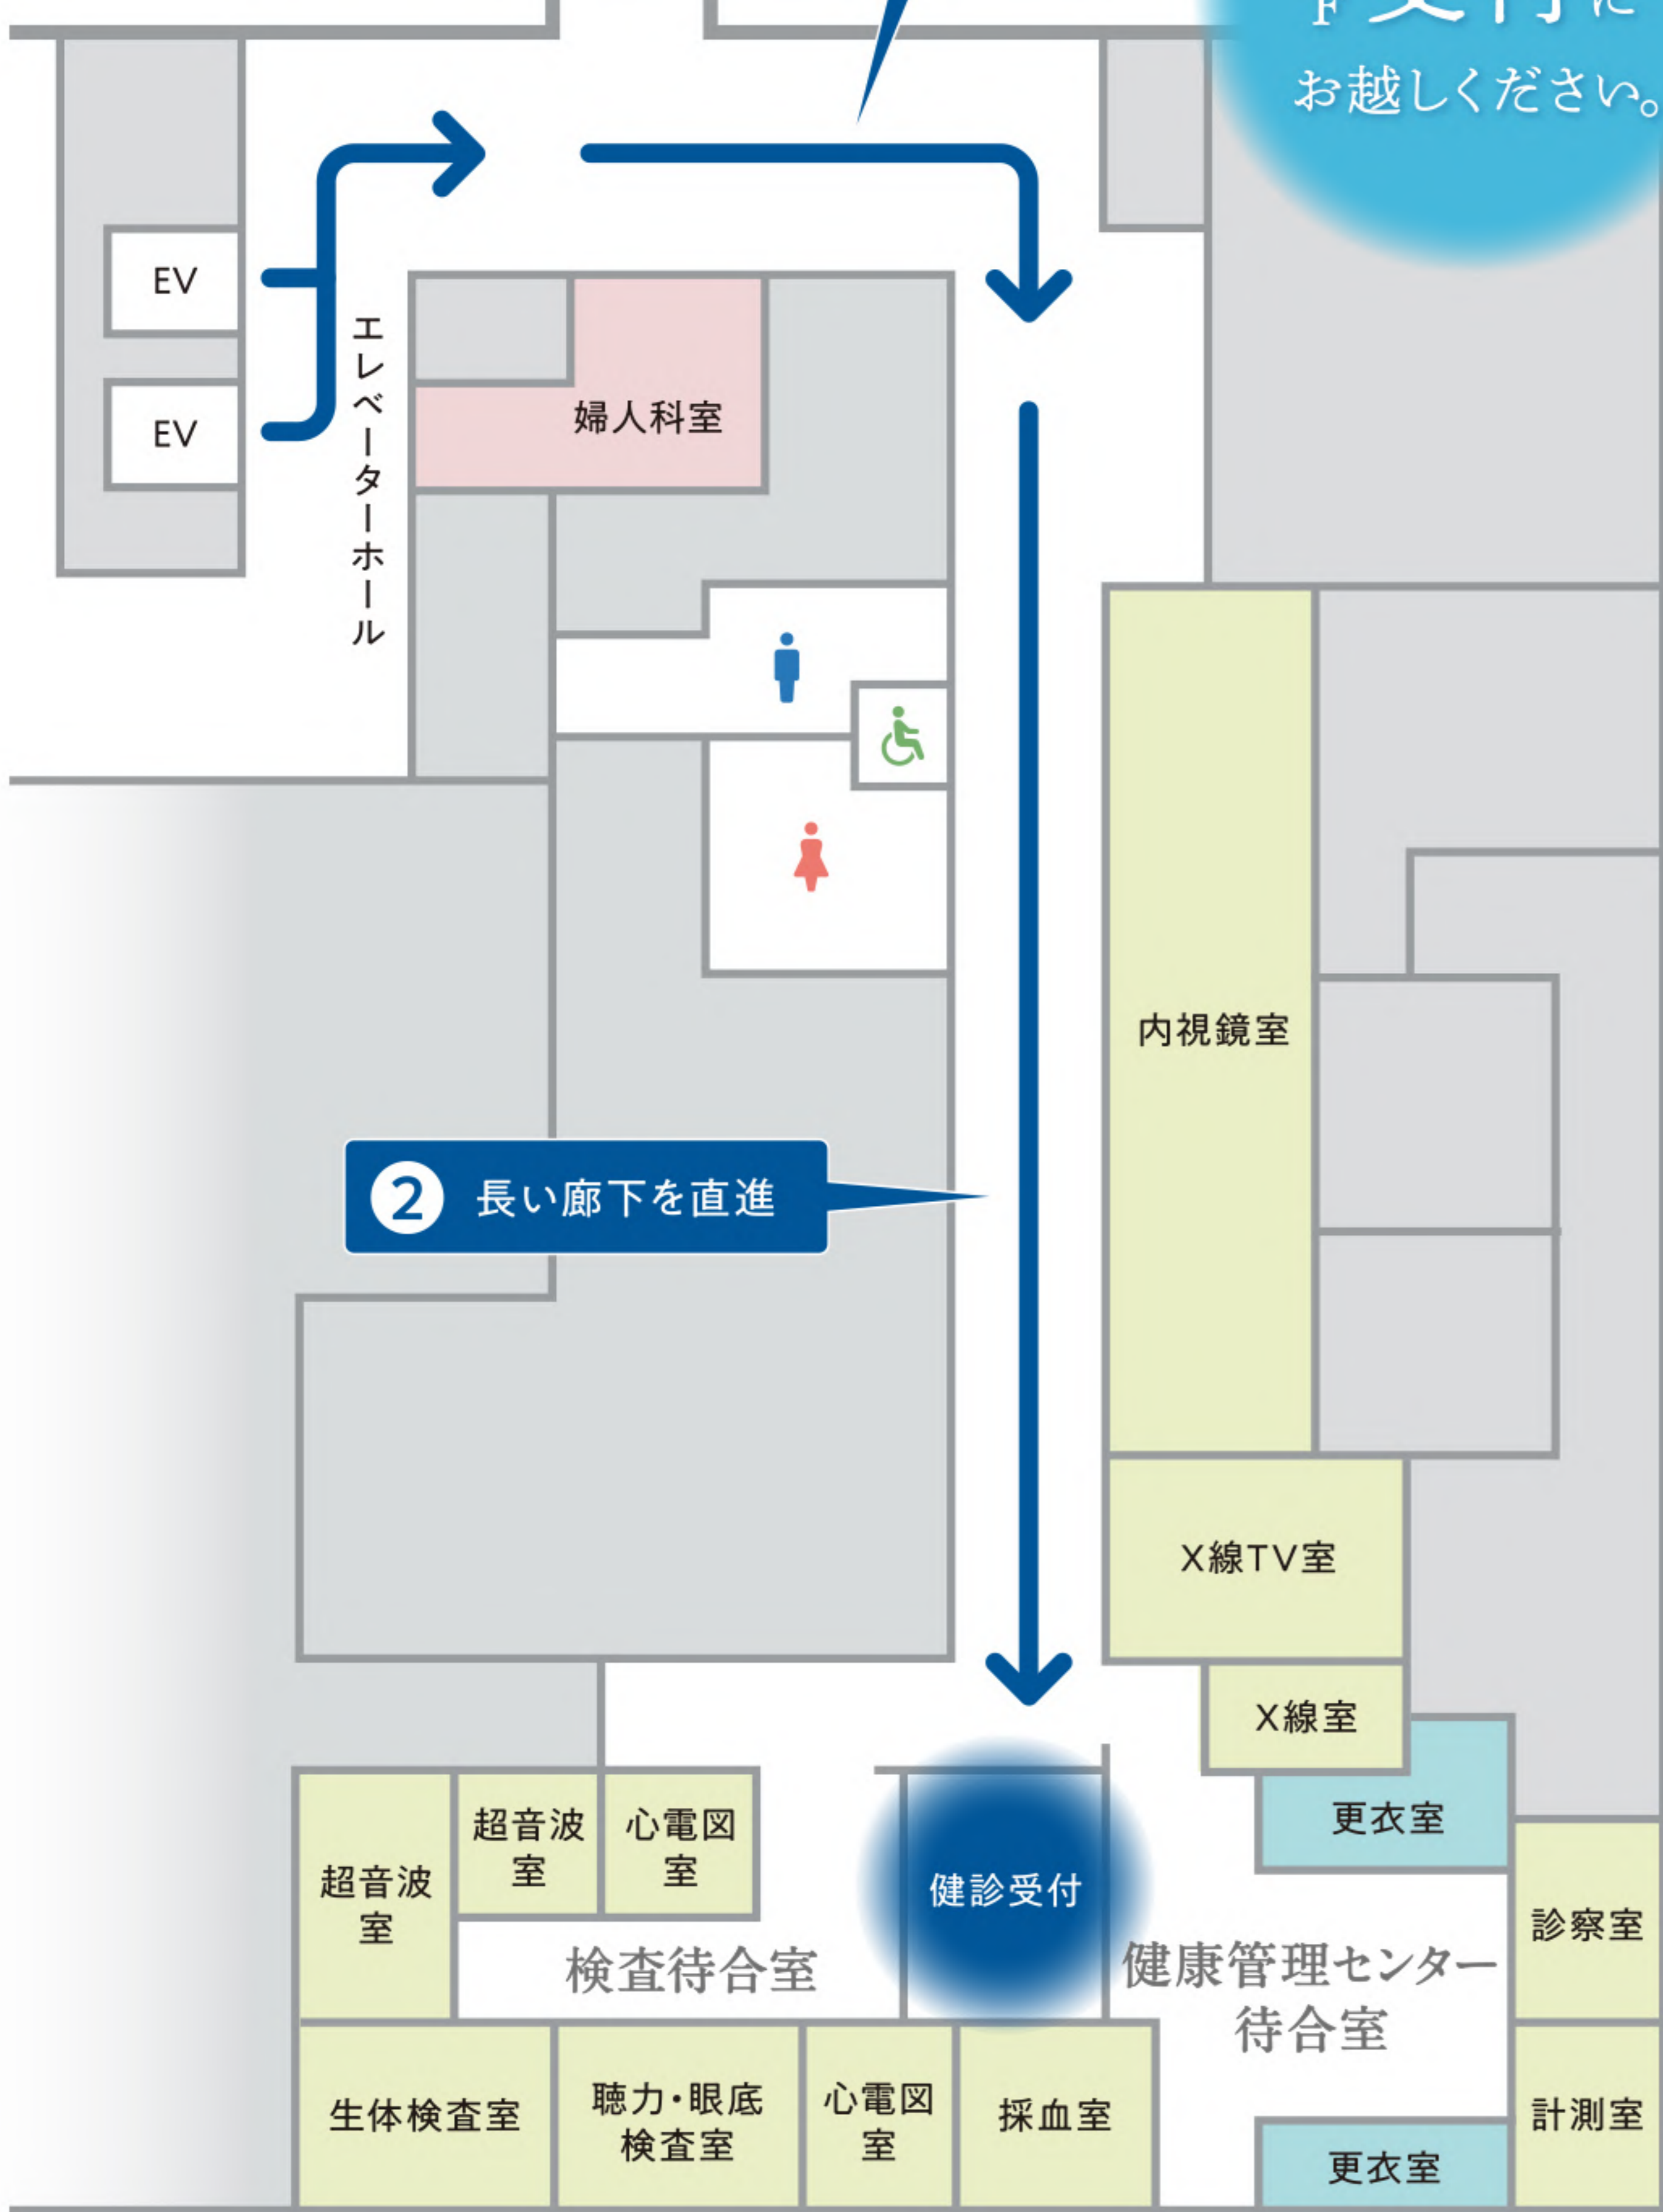 お越しください。
EV
EV
エレベーターホール
婦人科室
内視鏡室
2 長い廊下を直進
X線TV室
X線室
更衣室
超音波
室
超音波
室
心電図
室
健診受付
診察室
検査待合室
健康管理センター
待合室
生体検査室
聴力・眼底
検査室
心電図
室
採血室
計測室
更衣室